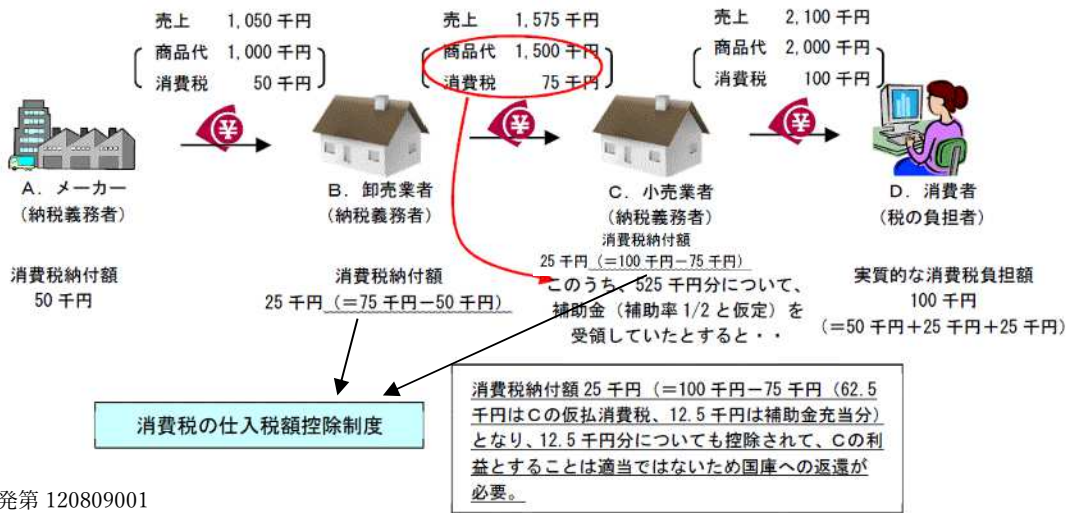 売上 1,050 千円
商品代 1,000 千円
消費税 50 千円
売上 1,575 千円
商品代 1,500 千円
消費税 75 千円
売上 2,100 千円
商品代 2,000 千円
消費税 100 千円
¥
¥
¥
A．メーカー
（納税義務者）
B．卸売業者
（納税義務者）
C．小売業者
（納税義務者）
D．消費者
（税の負担者）
消費税納付額
50 千円
消費税納付額
25 千円（＝75 千円－50 千円）
消費税納付額
25 千円（＝100 千円－75 千円）
このうち、525 千円分について、
補助金（補助率 1/2 と仮定）を
受領していたとすると・・
実質的な消費税負担額
100 千円
（＝50 千円＋25 千円＋25 千円）
消費税の仕入税額控除制度
消費税納付額 25 千円（＝100 千円－75 千円（62.5
千円はCの仮払消費税、12.5 千円は補助金充当分）
となり、12.5 千円分についても控除されて、Cの利
益とすることは適当ではないため国庫への返還が
必要。
発第 120809001